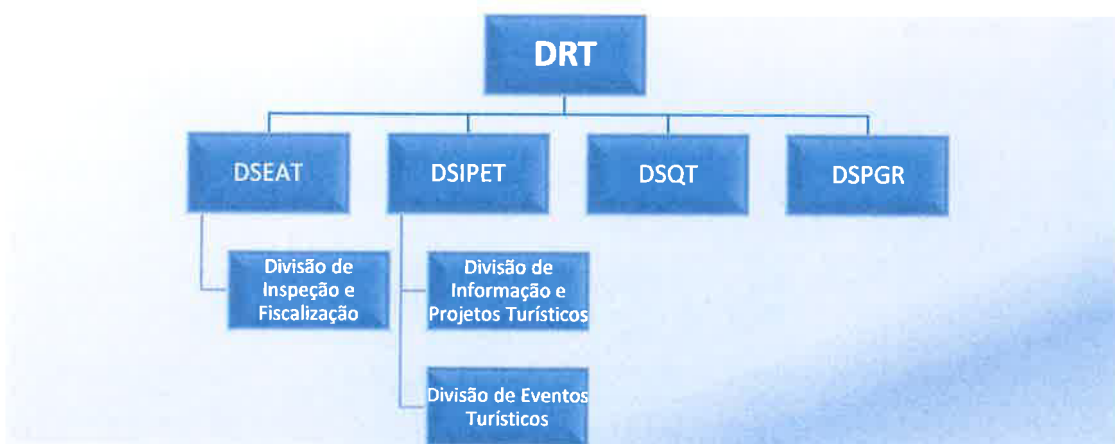 DRT
DSEAT
DSIPET
DSQT
DSPGR
Divisão de
Inspeção e
Fiscalização
Divisão de
Informação e
Projetos Turísticos
Divisão de Eventos
Turísticos